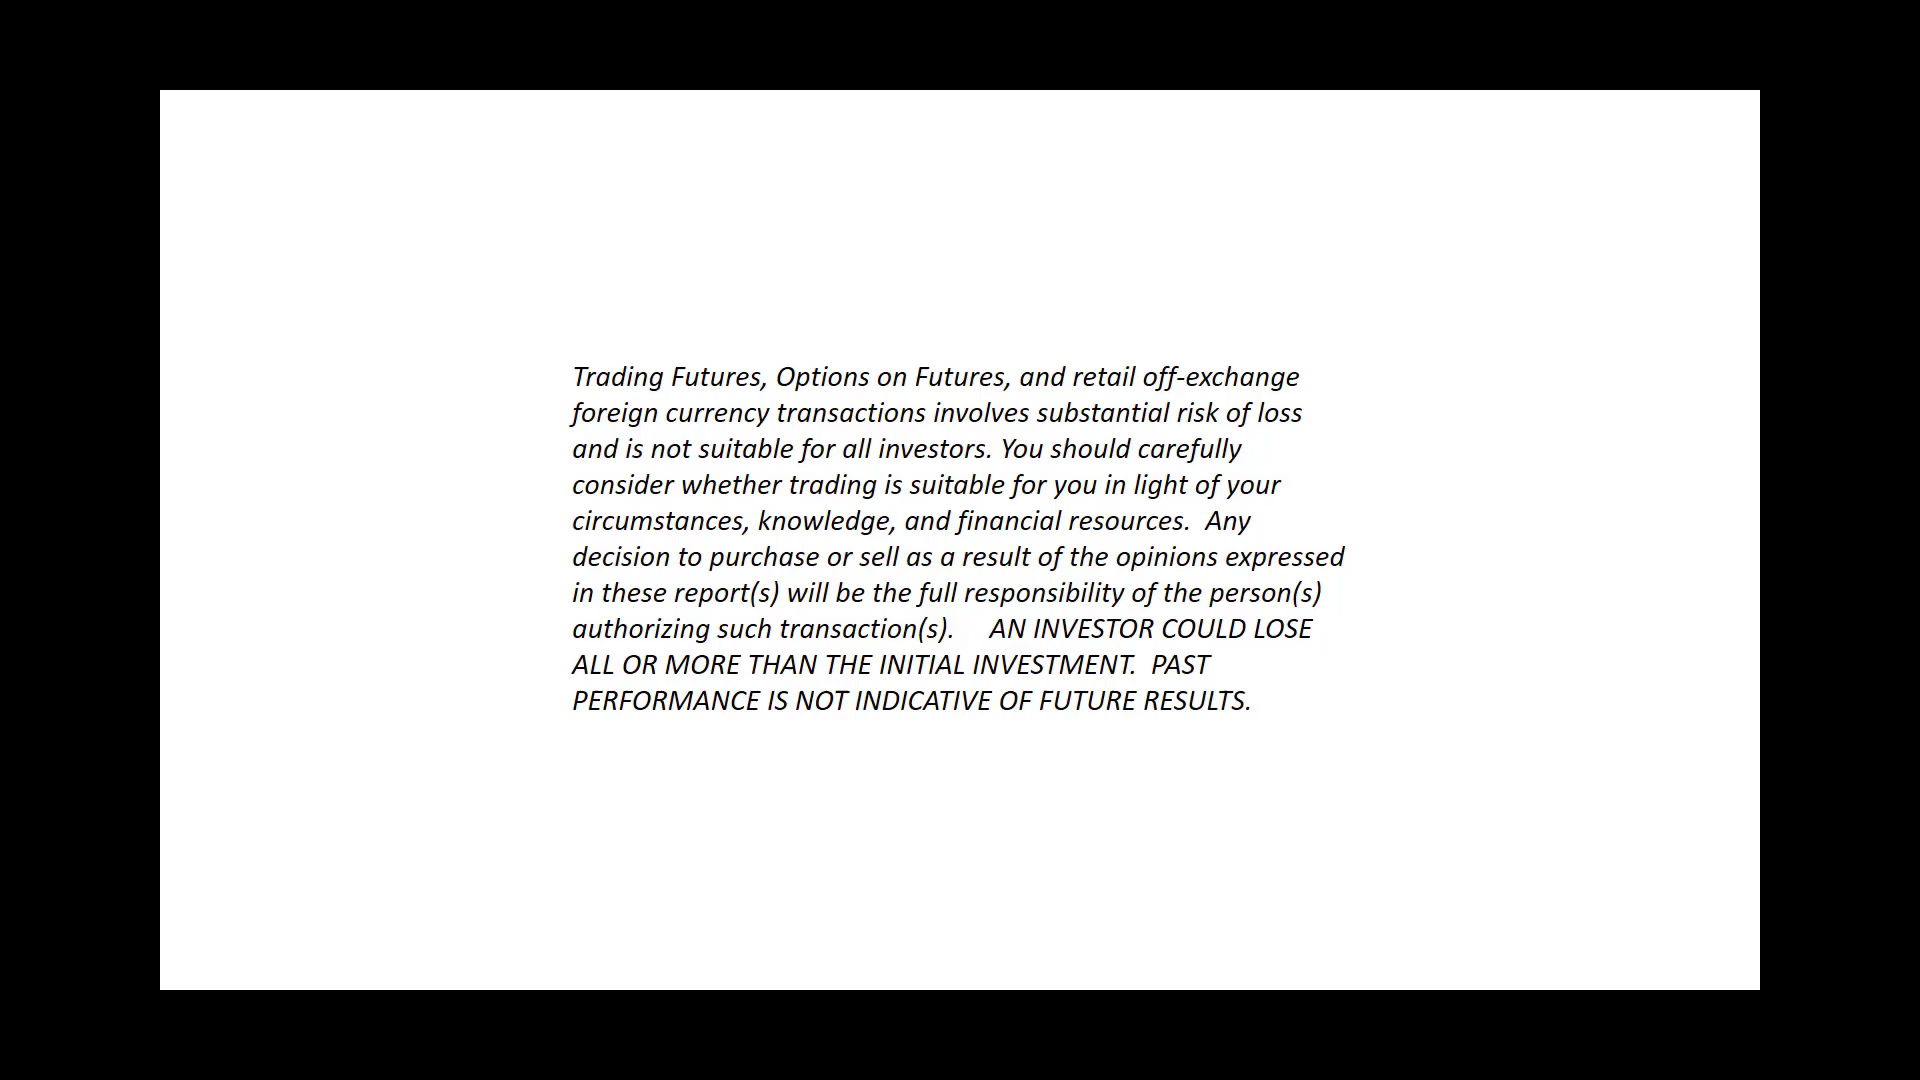 Trading Futures, Options on Futures, and retail off-exchange
foreign currency transactions involves substantial risk of loss
and is not suitable for all investors. You should carefully
consider whether trading is suitable for you in light of your
circumstances, knowledge, and financial resources.  Any
decision to purchase or sell as a result of the opinions expressed
in these report(s) will be the full responsibility of the person(s)
authorizing such transaction(s).     AN INVESTOR COULD LOSE
ALL OR MORE THAN THE INITIAL INVESTMENT.  PAST
PERFORMANCE IS NOT INDICATIVE OF FUTURE RESULTS.